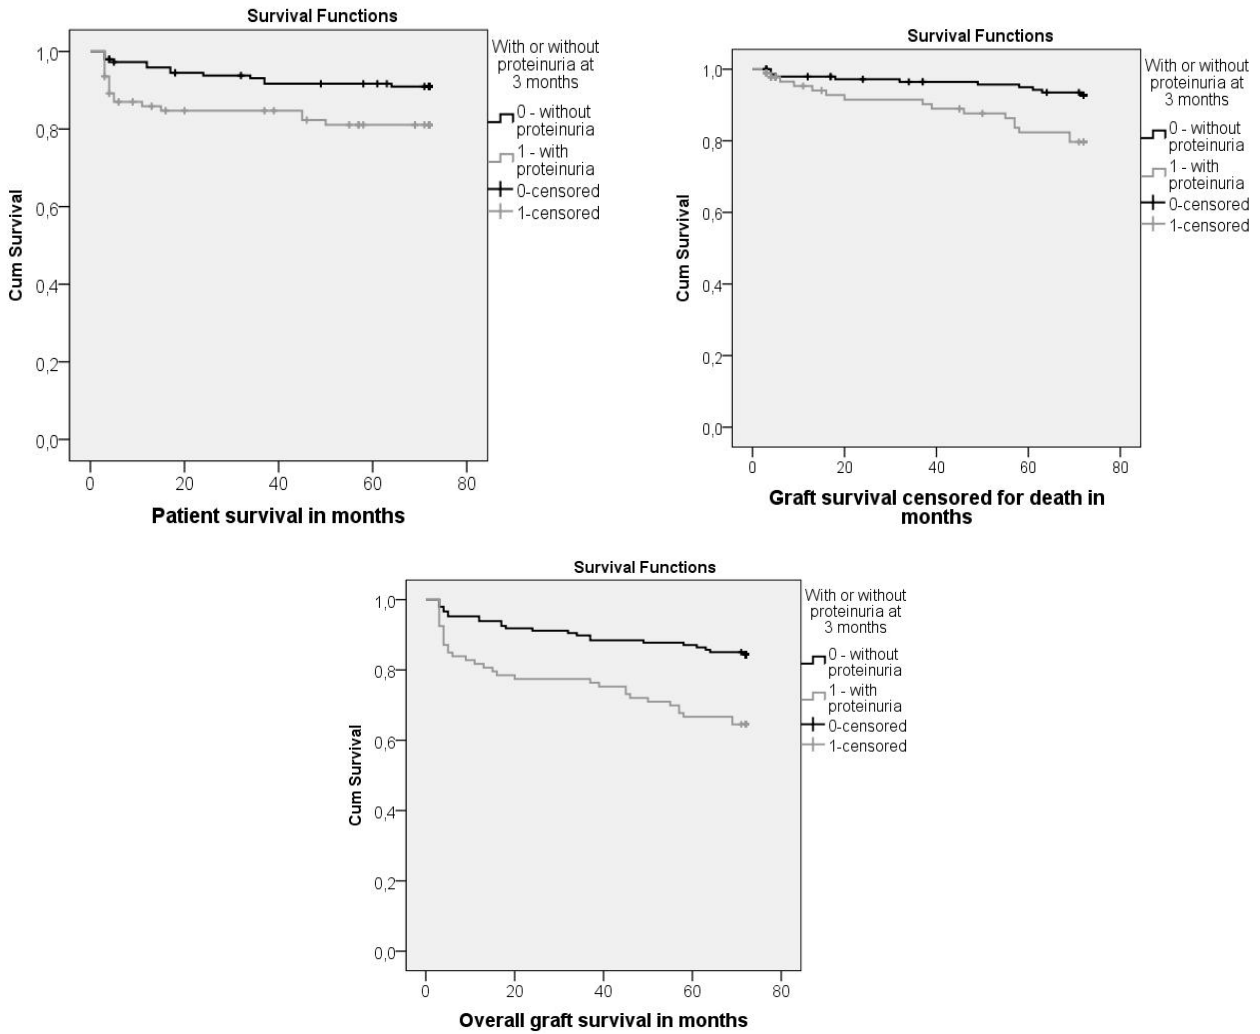 Survival Functions
With or without
proteinuria at
3 months
0 - without
proteinuria
1 - with
proteinuria
0-censored
1-censored
Cum Survival
1,0
0,8
0,6
0,4
0,2
0,0
0 20 40 60 80
Patient survival in months
Survival Functions
With or without
proteinuria at
3 months
0 - without
proteinuria
1 - with
proteinuria
0-censored
1-censored
Cum Survival
1,0
0,8
0,6
0,4
0,2
0,0
0 20 40 60 80
Graft survival censored for death in
months
Survival Functions
With or without
proteinuria at
3 months
0 - without
proteinuria
1 - with
proteinuria
0-censored
1-censored
Cum Survival
1,0
0,8
0,6
0,4
0,2
0,0
0 20 40 60 80
Overall graft survival in months